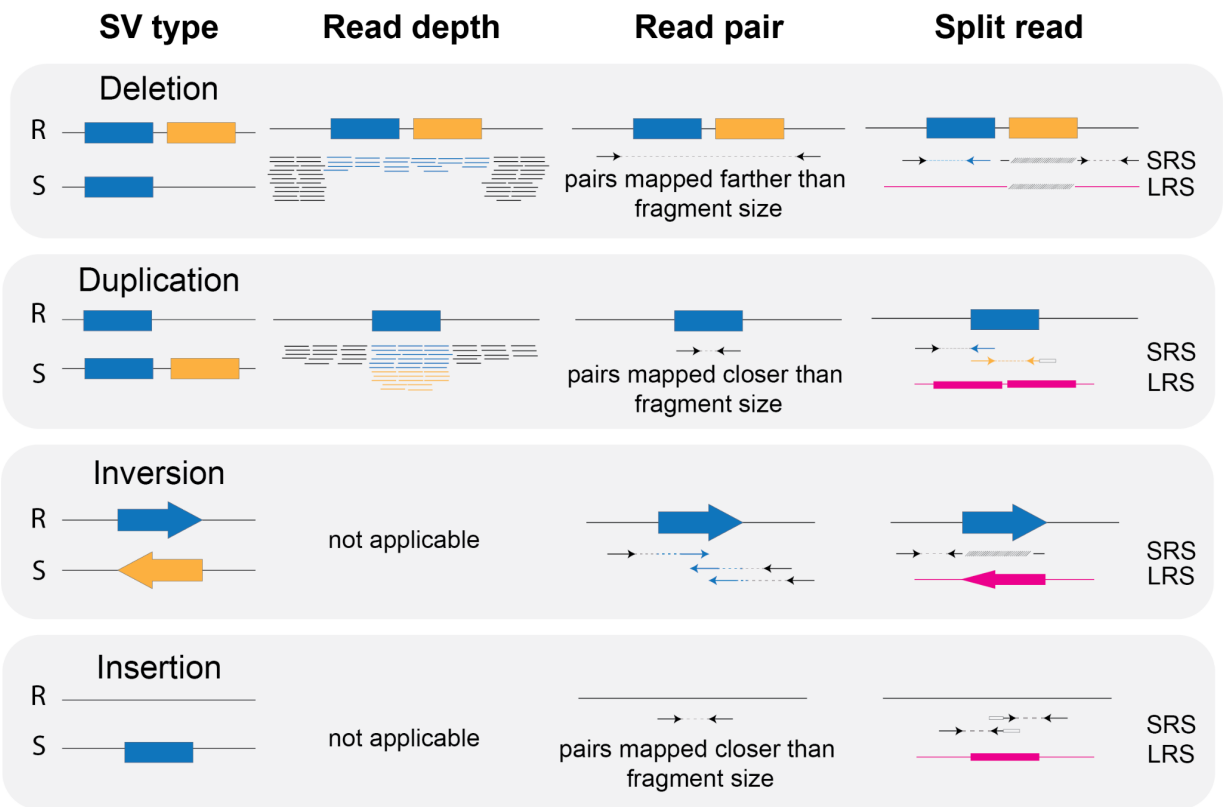 SV type Read depth Read pair Split read
Deletion
R
S
pairs mapped farther than
fragment size
SRS
LRS
Duplication
R
S
pairs mapped closer than
fragment size
SRS
LRS
Inversion
R
S
not applicable
SRS
LRS
Insertion
R
S
not applicable
pairs mapped closer than
fragment size
SRS
LRS